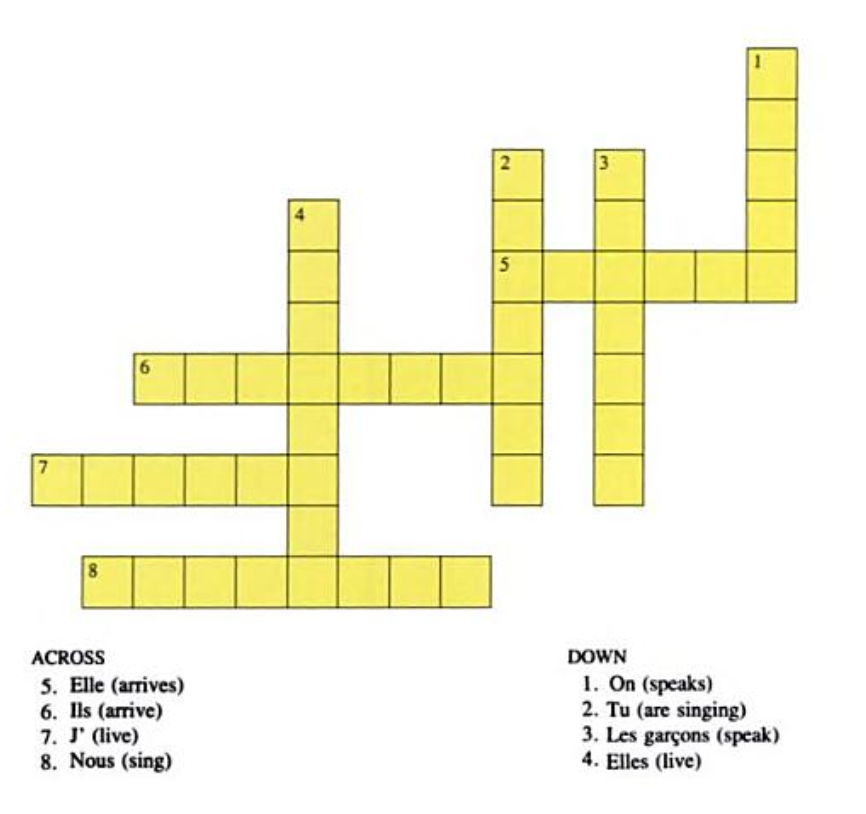 1
2
3
4
5
6
7
8
ACROSS
5. Elle (arrives)
6. Ils (arrive)
7. J' (live)
8. Nous (sing)
DOWN
1. On (speaks)
2. Tu (are singing)
3. Les garçons (speak)
4. Elles (live)